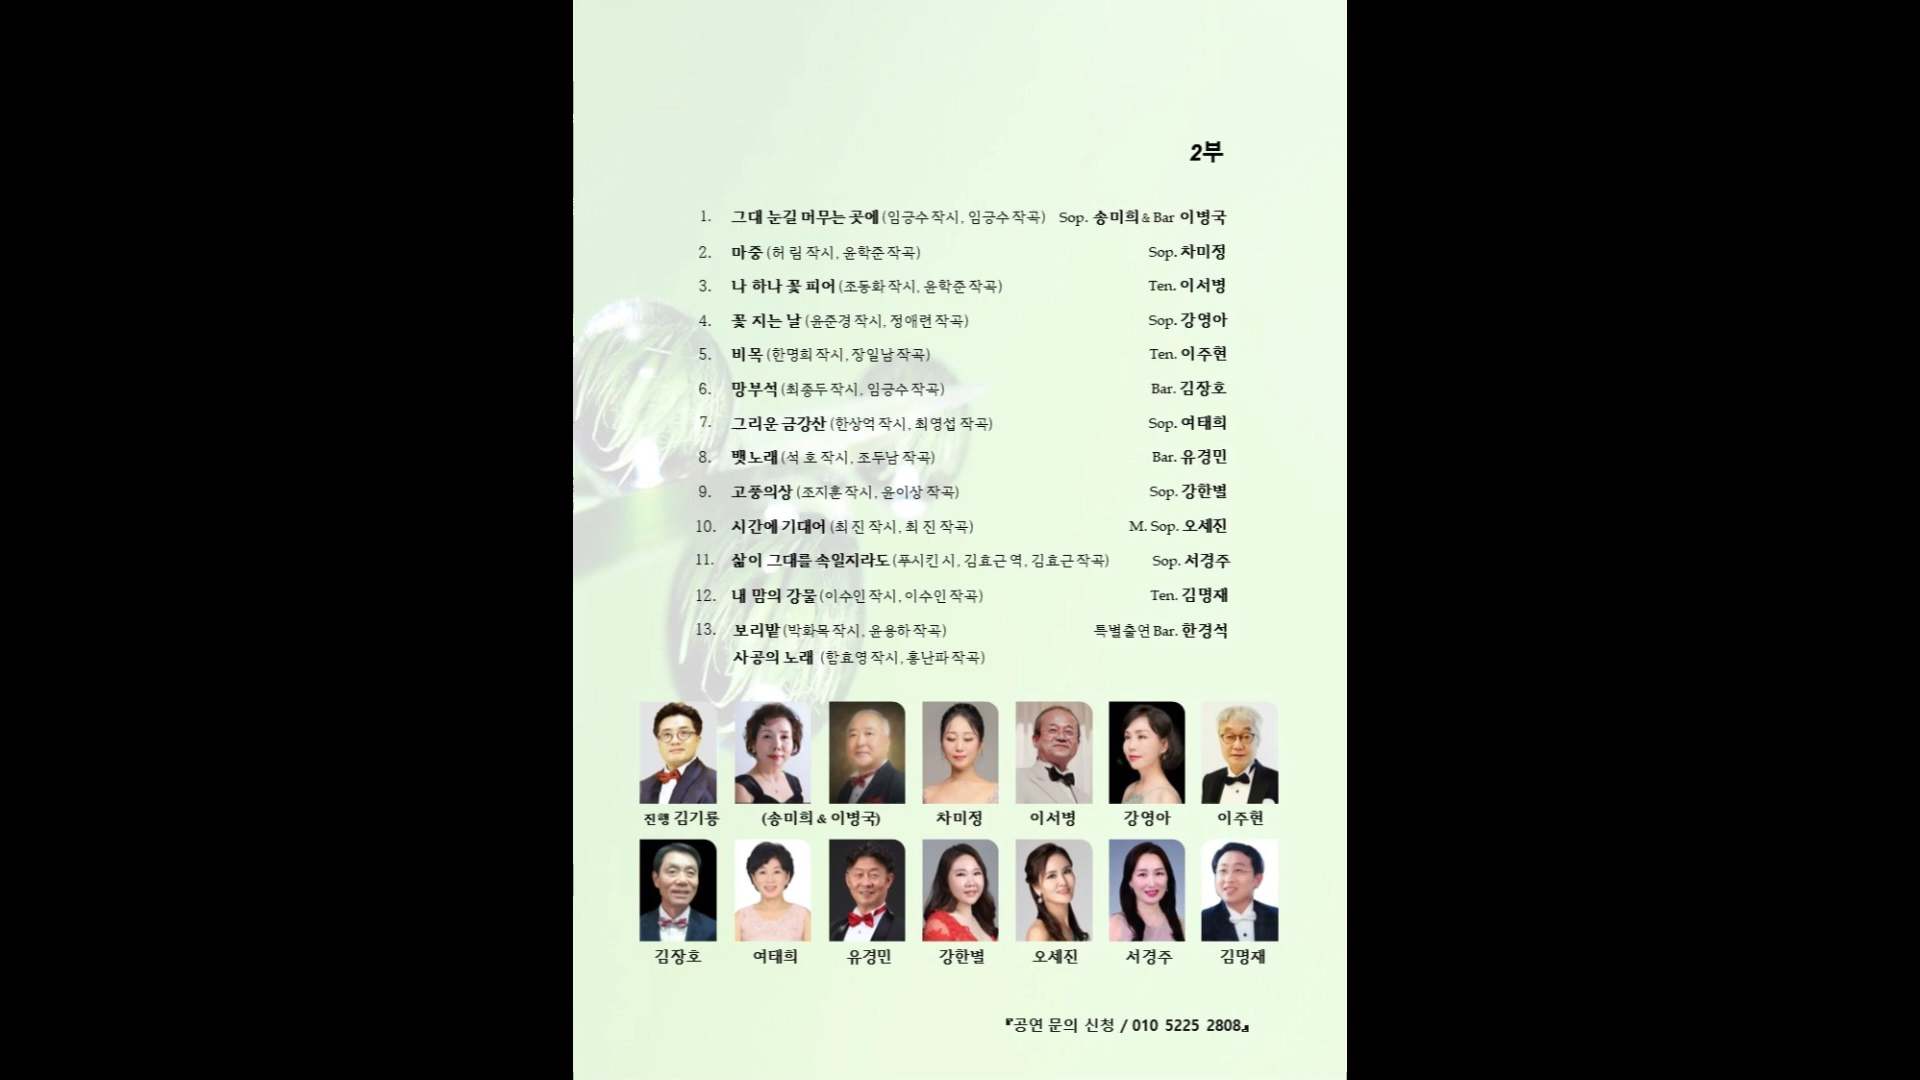 2부
1. 그대 눈길 머무는 곳에 (임긍수 작시, 임긍수 작곡) Sop. 송미희 & Bar 이병국
2. 마중 (허 림 작시, 윤학준 작곡) Sop. 차미정
3. 나 하나 꽃 피어 (조동화 작시, 윤학준 작곡) Ten. 이서병
4. 꽃 지는 날 (윤준경 작시, 정애련 작곡) Sop. 강영아
5. 비목 (한명희 작시, 장일남 작곡) Ten. 이주현
6. 망부석 (최종두 작시, 임긍수 작곡) Bar. 김장호
7. 그리운 금강산 (한상억 작시, 최영섭 작곡) Sop. 여태희
8. 뱃노래 (석 호 작시, 조두남 작곡) Bar. 유경민
9. 고풍의상 (조지훈 작시, 윤이상 작곡) Sop. 강한별
10. 시간에 기대어 (최 진 작시, 최 진 작곡) M. Sop. 오세진
11. 삶이 그대를 속일지라도 (푸시킨 시, 김효근 역, 김효근 작곡) Sop. 서경주
12. 내 맘의 강물 (이수인 작시, 이수인 작곡) Ten. 김명재
13. 보리밭 (박화목 작시, 윤용하 작곡) 특별출연 Bar. 한경석
사공의 노래 (함효영 작시, 홍난파 작곡)
진행 김기룡 (송미희 & 이병국) 차미정 이서병 강영아 이주현
김장호 여태희 유경민 강한별 오세진 서경주 김명재
『공연 문의 신청 / 010 5225 2808』